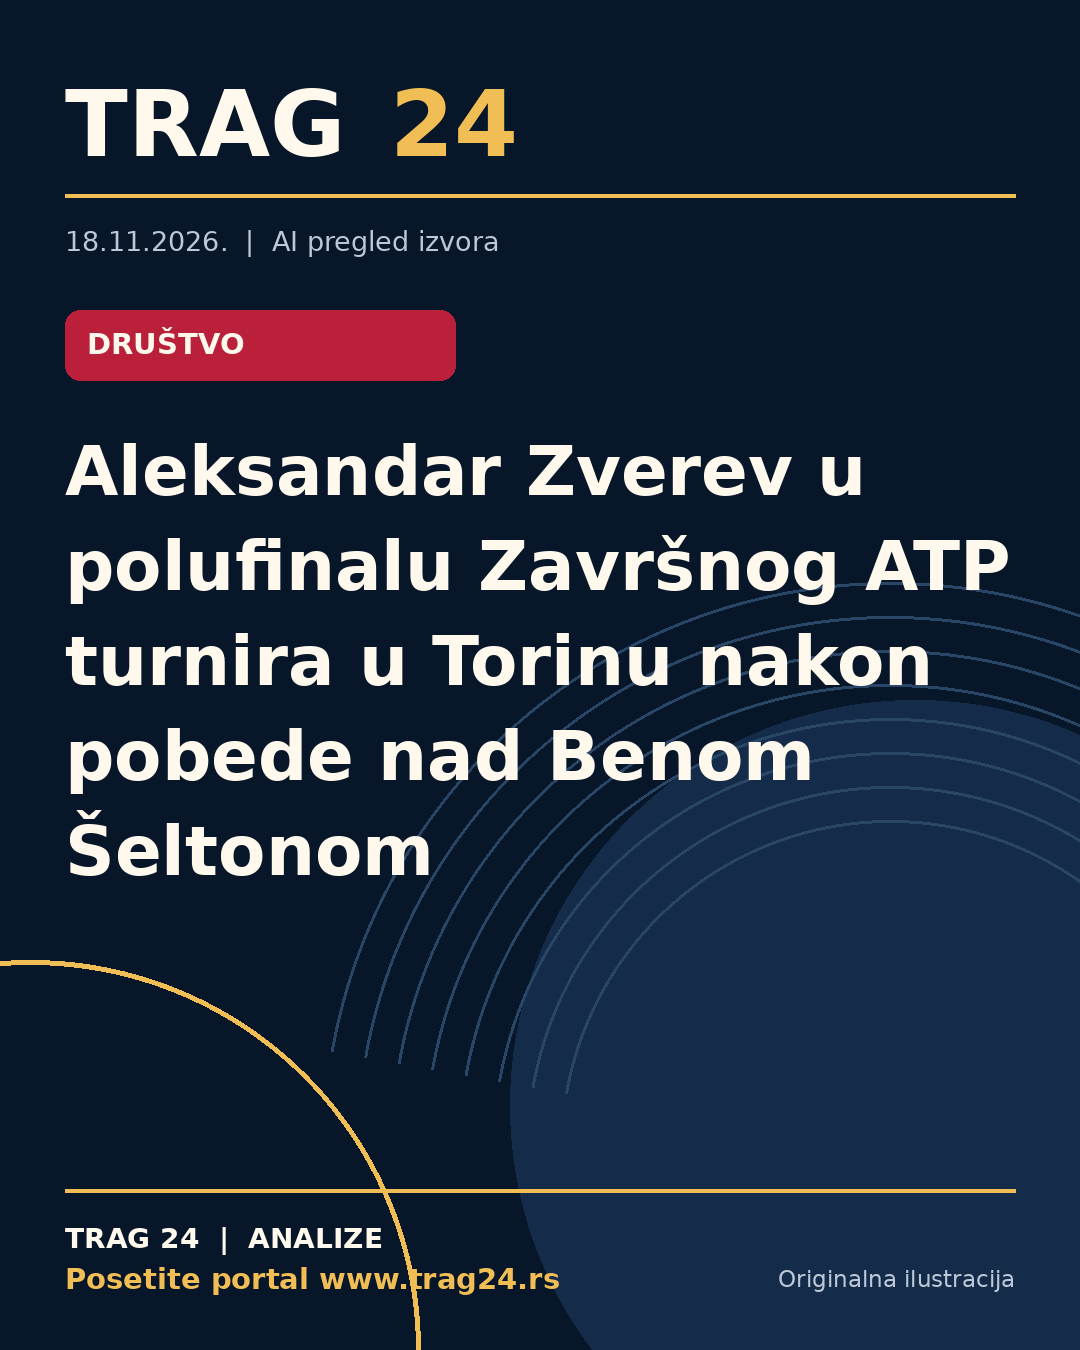 TRAG 24
18.11.2026. | AI pregled izvora
DRUŠTVO
Aleksandar Zverev u
polufinalu Završnog ATP
turnira u Torinu nakon
pobede nad Benom
Šeltonom
TRAG 24 | ANALIZE
Posetite portal www.trag24.rs
Originalna ilustracija